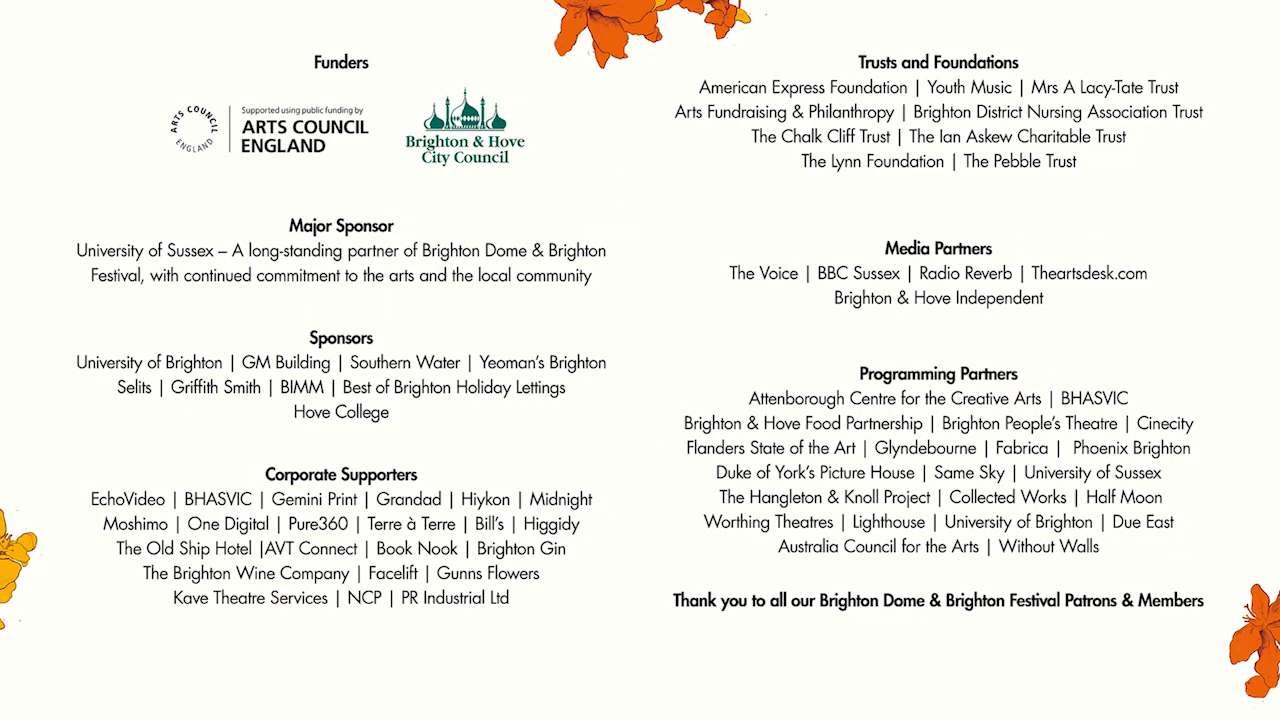 Funders
ARTS COUNCIL ENGLAND
Supported using public funding by
ARTS COUNCIL
ENGLAND
Brighton & Hove
City Council
Major Sponsor
University of Sussex – A long-standing partner of Brighton Dome & Brighton
Festival, with continued commitment to the arts and the local community
Sponsors
University of Brighton | GM Building | Southern Water | Yeoman's Brighton
Selits | Griffith Smith | BIMM | Best of Brighton Holiday Lettings
Hove College
Corporate Supporters
EchoVideo | BHASVIC | Gemini Print | Grandad | Hiykon | Midnight
Moshimo | One Digital | Pure360 | Terre à Terre | Bill's | Higgidy
The Old Ship Hotel |AVT Connect | Book Nook | Brighton Gin
The Brighton Wine Company | Facelift | Gunns Flowers
Kave Theatre Services | NCP | PR Industrial Ltd
Trusts and Foundations
American Express Foundation | Youth Music | Mrs A Lacy-Tate Trust
Arts Fundraising & Philanthropy | Brighton District Nursing Association Trust
The Chalk Cliff Trust | The Ian Askew Charitable Trust
The Lynn Foundation | The Pebble Trust
Media Partners
The Voice | BBC Sussex | Radio Reverb | Theartsdesk.com
Brighton & Hove Independent
Programming Partners
Attenborough Centre for the Creative Arts | BHASVIC
Brighton & Hove Food Partnership | Brighton People's Theatre | Cinecity
Flanders State of the Art | Glyndebourne | Fabrica | Phoenix Brighton
Duke of York's Picture House | Same Sky | University of Sussex
The Hangleton & Knoll Project | Collected Works | Half Moon
Worthing Theatres | Lighthouse | University of Brighton | Due East
Australia Council for the Arts | Without Walls
Thank you to all our Brighton Dome & Brighton Festival Patrons & Members